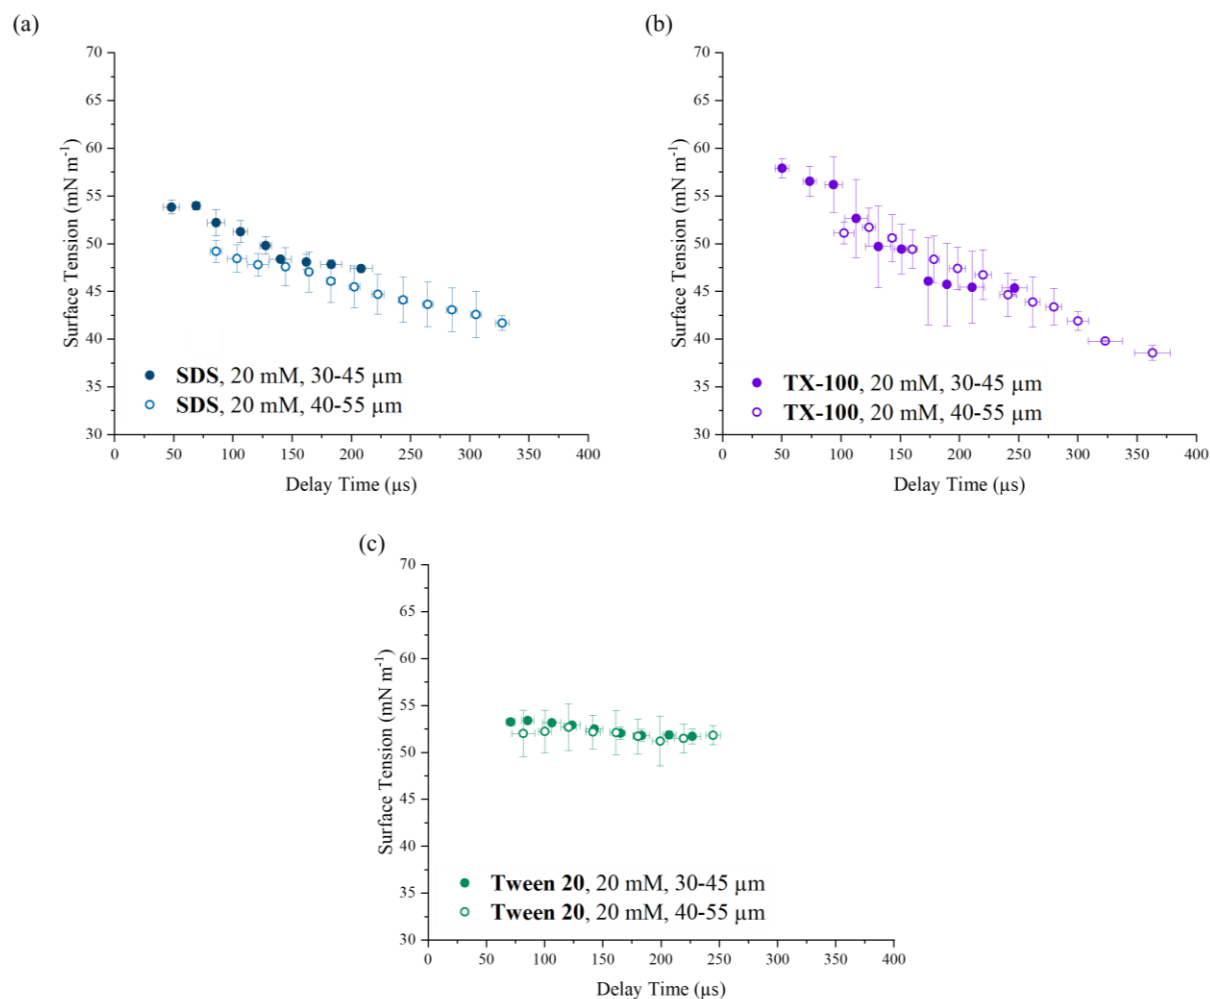 (a)
70
65
60
55
50
45
40
35
30
Surface Tension (mN m⁻¹)
SDS, 20 mM, 30-45 µm
SDS, 20 mM, 40-55 µm
0 50 100 150 200 250 300 350 400
Delay Time (µs)
(b)
70
65
60
55
50
45
40
35
30
Surface Tension (mN m⁻¹)
TX-100, 20 mM, 30-45 µm
TX-100, 20 mM, 40-55 µm
0 50 100 150 200 250 300 350 400
Delay Time (µs)
(c)
70
65
60
55
50
45
40
35
30
Surface Tension (mN m⁻¹)
Tween 20, 20 mM, 30-45 µm
Tween 20, 20 mM, 40-55 µm
0 50 100 150 200 250 300 350 400
Delay Time (µs)